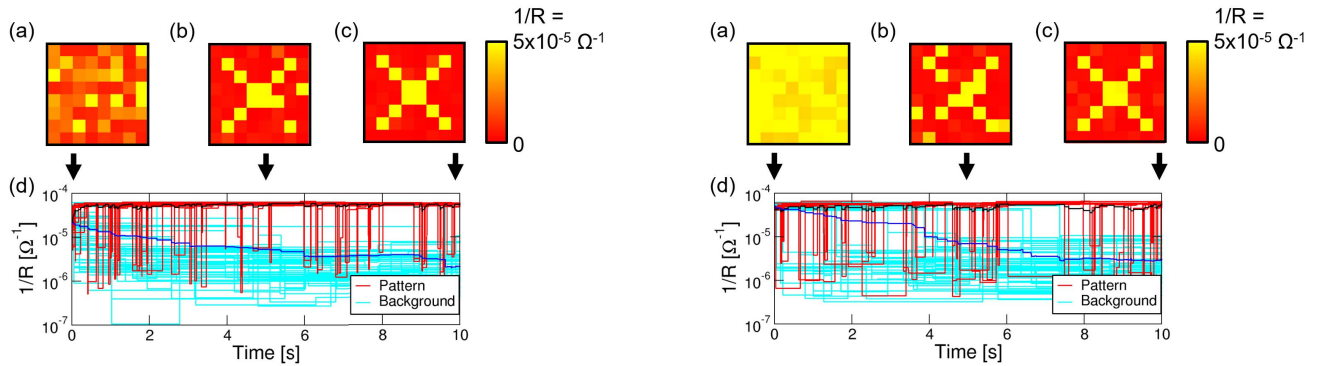 (a)
(b)
(c)
1/R =
5x10⁻⁵ Ω⁻¹
0
(d)
10⁻⁴
10⁻⁵
10⁻⁶
10⁻⁷
1/R [Ω⁻¹]
Pattern
Background
0 2 4 6 8 10
Time [s]
(a)
(b)
(c)
1/R =
5x10⁻⁵ Ω⁻¹
0
(d)
10⁻⁴
10⁻⁵
10⁻⁶
10⁻⁷
1/R [Ω⁻¹]
Pattern
Background
0 2 4 6 8 10
Time [s]